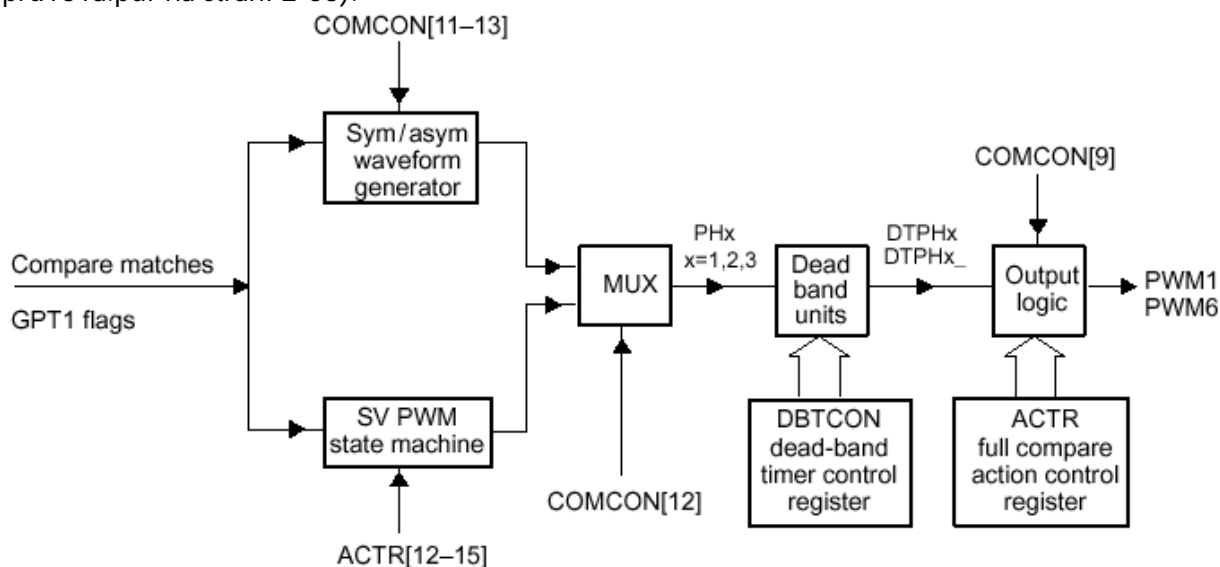 COMCON[11–13]
Sym/asym
waveform
generator
COMCON[9]
Compare matches
GPT1 flags
MUX
PHx
x=1,2,3
Dead
band
units
DTPHx
DTPHx_
Output
logic
PWM1
PWM6
SV PWM
state machine
COMCON[12]
DBTCON
dead-band
timer control
register
ACTR
full compare
action control
register
ACTR[12–15]